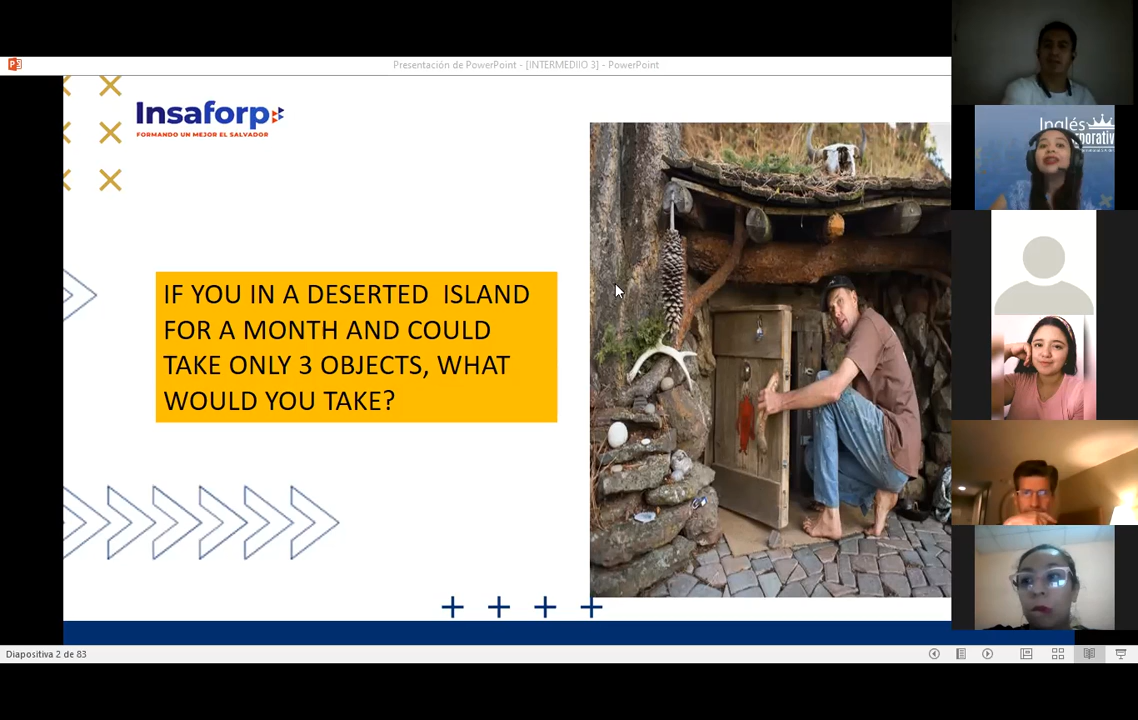 Presentación de PowerPoint - [INTERMEDIIO 3] - PowerPoint
Insaforp
FORMANDO UN MEJOR EL SALVADOR
IF YOU IN A DESERTED ISLAND
FOR A MONTH AND COULD
TAKE ONLY 3 OBJECTS, WHAT
WOULD YOU TAKE?
Inglés
Diapositiva 2 de 83